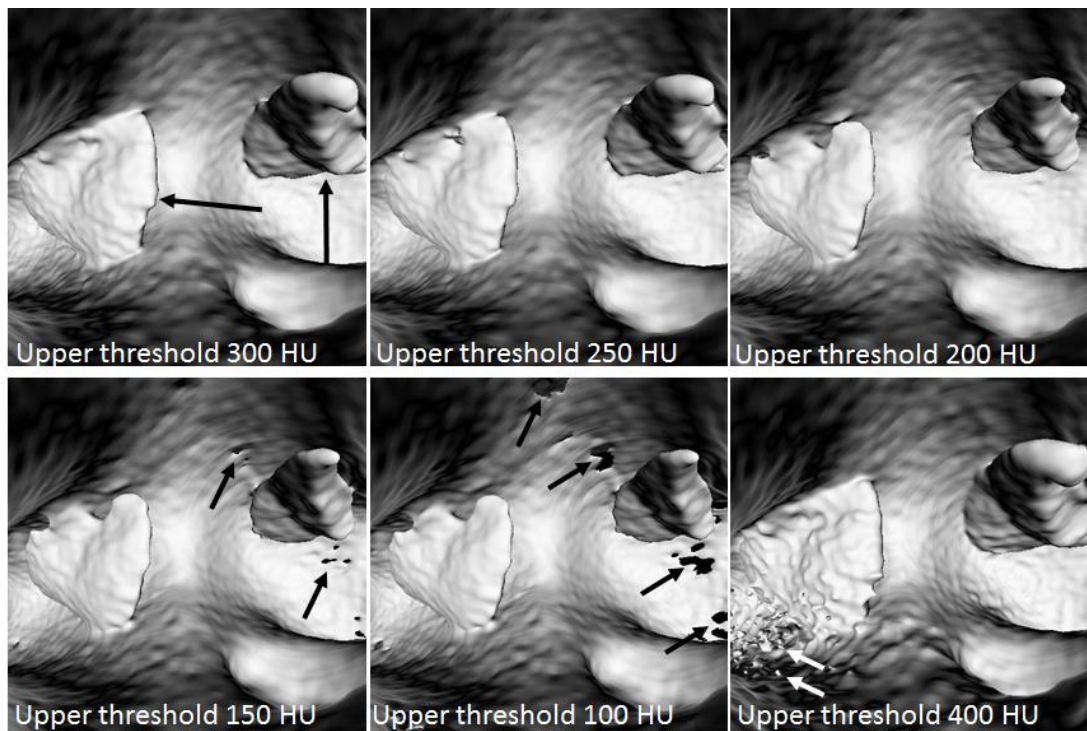 Upper threshold 300 HU
Upper threshold 250 HU
Upper threshold 200 HU
Upper threshold 150 HU
Upper threshold 100 HU
Upper threshold 400 HU